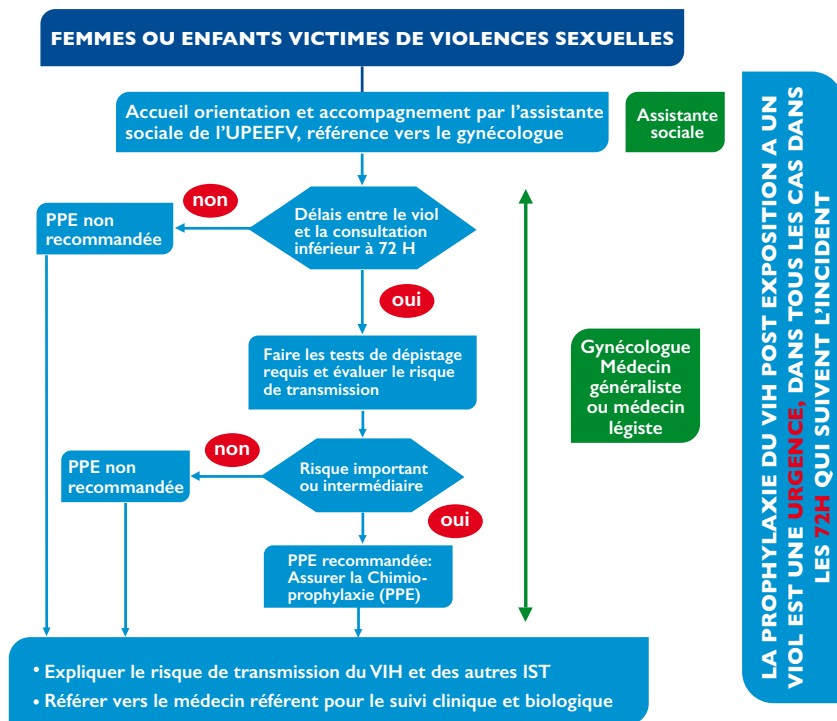 FEMMES OU ENFANTS VICTIMES DE VIOLENCES SEXUELLES
Accueil orientation et accompagnement par l'assistante
sociale de l'UPEEFV, référence vers le gynécologue
Assistante
sociale
non
PPE non
recommandée
Délais entre le viol
et la consultation
inférieur à 72 H
oui
Faire les tests de dépistage
requis et évaluer le risque
de transmission
Gynécologue
Médecin
généraliste
ou médecin
légiste
non
PPE non
recommandée
Risque important
ou intermédiaire
oui
PPE recommandée:
Assurer la Chimio-
prophylaxie (PPE)
• Expliquer le risque de transmission du VIH et des autres IST
• Référer vers le médecin référent pour le suivi clinique et biologique
LA PROPHYLAXIE DU VIH POST EXPOSITION A UN
VIOL EST UNE URGENCE, DANS TOUS LES CAS DANS
LES 72H QUI SUIVENT L'INCIDENT